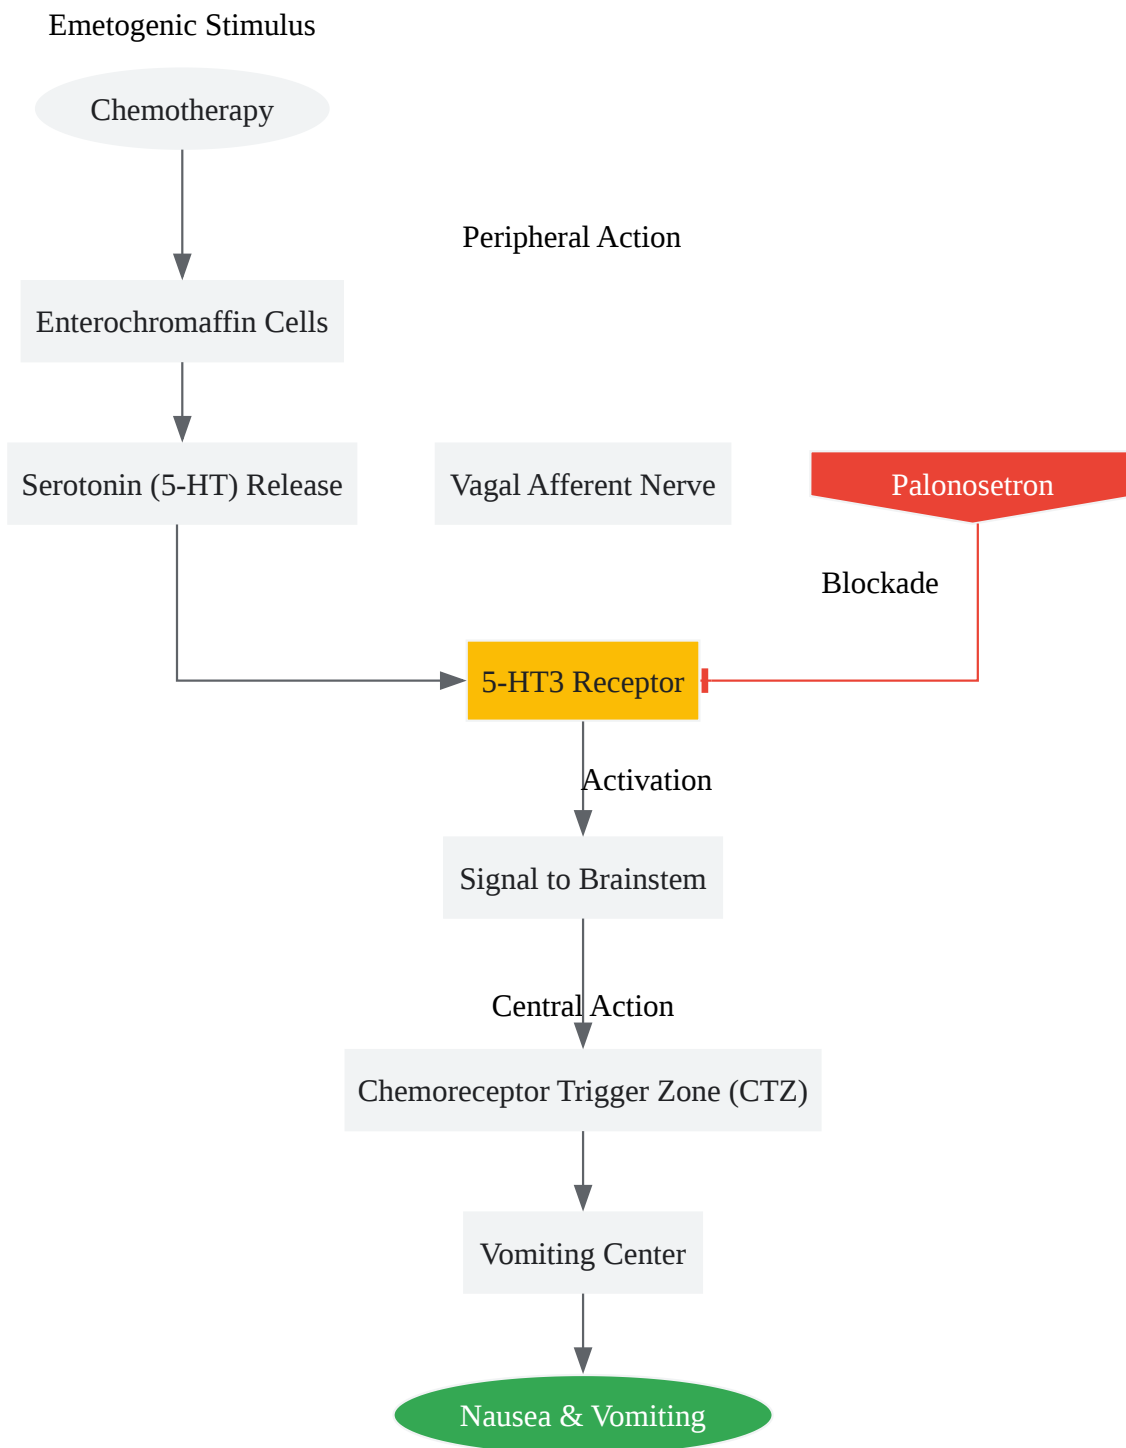 Emetogenic Stimulus
Chemotherapy
Peripheral Action
Enterochromaffin Cells
Serotonin (5-HT) Release
Vagal Afferent Nerve
Palonosetron
Blockade
5-HT3 Receptor
Activation
Signal to Brainstem
Central Action
Chemoreceptor Trigger Zone (CTZ)
Vomiting Center
Nausea & Vomiting